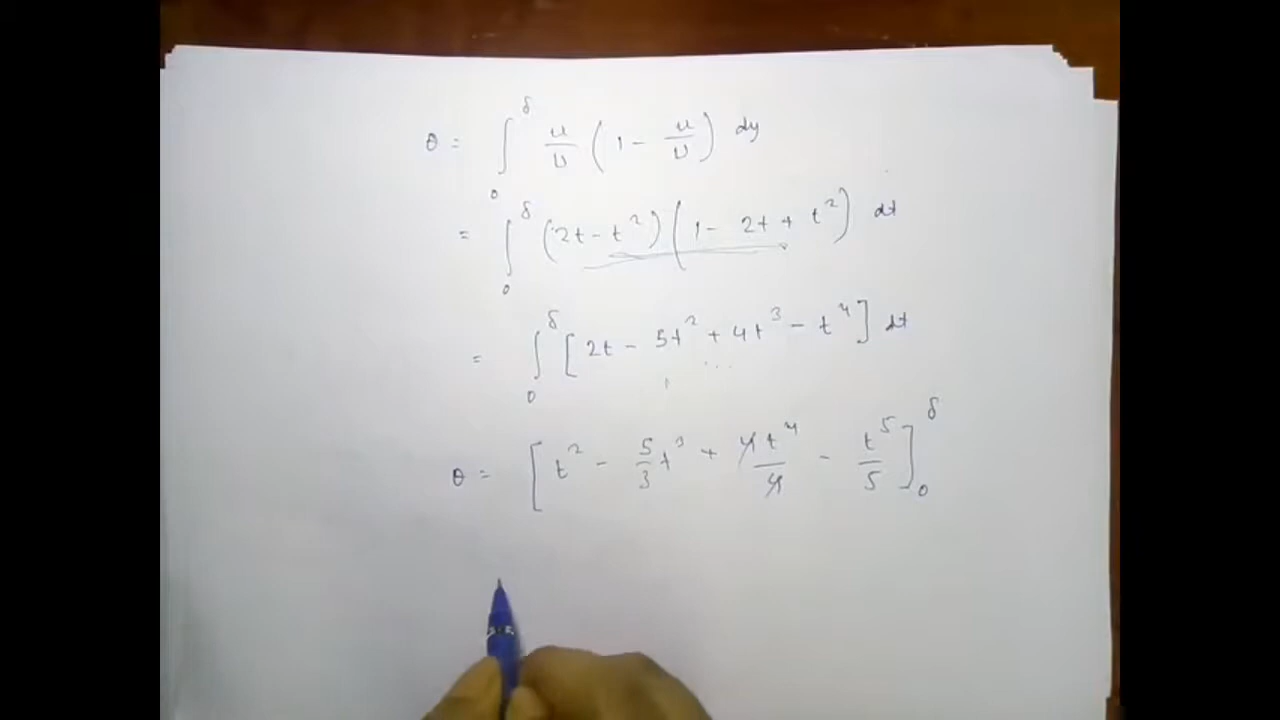 θ = ∫₀^δ u/U (1 - u/U) dy
= ∫₀^δ (2t - t²)(1 - 2t + t²) dt
= ∫₀^δ [2t - 5t² + 4t³ - t⁴] dt
θ = [t² - 5/3 t³ + 4t⁴/4 - t⁵/5]₀^δ